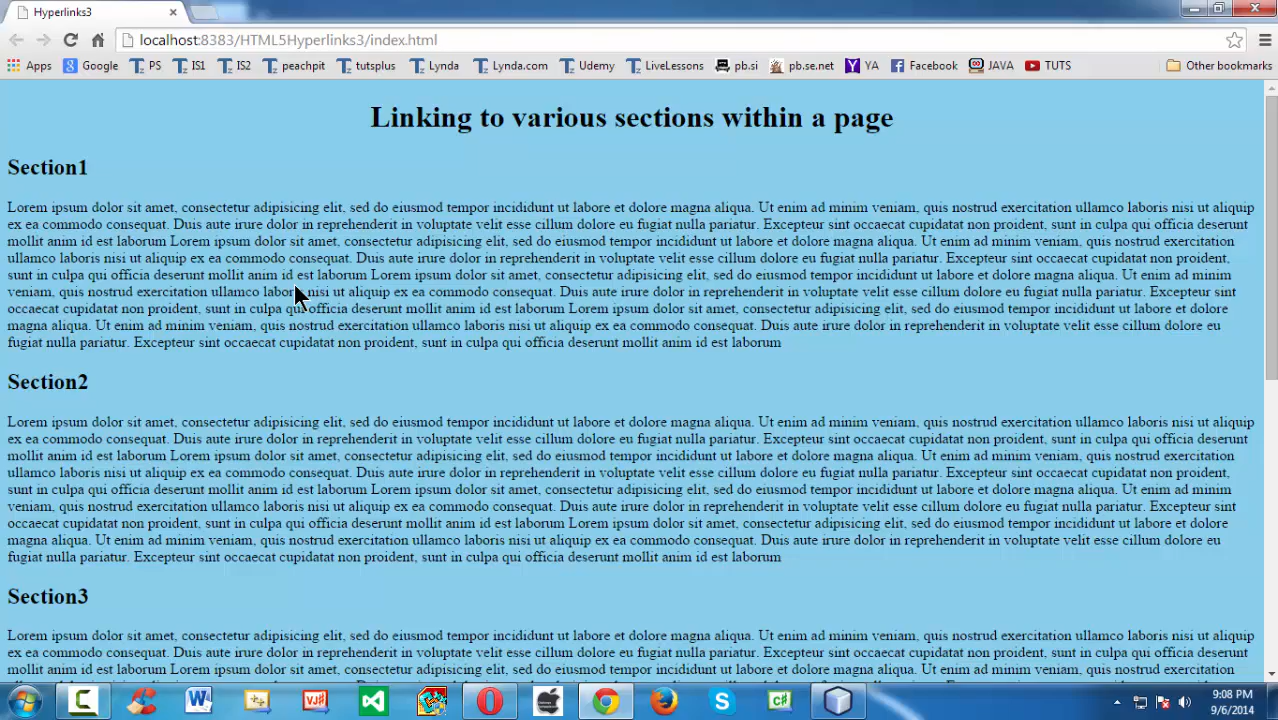 Hyperlinks3
localhost:8383/HTML5Hyperlinks3/index.html
Apps Google PS IS1 IS2 peachpit tutsplus Lynda Lynda.com Udemy LiveLessons pb.si pb.se.net YA Facebook JAVA TUTS Other bookmarks
Linking to various sections within a page
Section1
Lorem ipsum dolor sit amet, consectetur adipisicing elit, sed do eiusmod tempor incididunt ut labore et dolore magna aliqua. Ut enim ad minim veniam, quis nostrud exercitation ullamco laboris nisi ut aliquip
ex ea commodo consequat. Duis aute irure dolor in reprehenderit in voluptate velit esse cillum dolore eu fugiat nulla pariatur. Excepteur sint occaecat cupidatat non proident, sunt in culpa qui officia deserunt
mollit anim id est laborum Lorem ipsum dolor sit amet, consectetur adipisicing elit, sed do eiusmod tempor incididunt ut labore et dolore magna aliqua. Ut enim ad minim veniam, quis nostrud exercitation
ullamco laboris nisi ut aliquip ex ea commodo consequat. Duis aute irure dolor in reprehenderit in voluptate velit esse cillum dolore eu fugiat nulla pariatur. Excepteur sint occaecat cupidatat non proident,
sunt in culpa qui officia deserunt mollit anim id est laborum Lorem ipsum dolor sit amet, consectetur adipisicing elit, sed do eiusmod tempor incididunt ut labore et dolore magna aliqua. Ut enim ad minim
veniam, quis nostrud exercitation ullamco laboris nisi ut aliquip ex ea commodo consequat. Duis aute irure dolor in reprehenderit in voluptate velit esse cillum dolore eu fugiat nulla pariatur. Excepteur sint
occaecat cupidatat non proident, sunt in culpa qui officia deserunt mollit anim id est laborum Lorem ipsum dolor sit amet, consectetur adipisicing elit, sed do eiusmod tempor incididunt ut labore et dolore
magna aliqua. Ut enim ad minim veniam, quis nostrud exercitation ullamco laboris nisi ut aliquip ex ea commodo consequat. Duis aute irure dolor in reprehenderit in voluptate velit esse cillum dolore eu
fugiat nulla pariatur. Excepteur sint occaecat cupidatat non proident, sunt in culpa qui officia deserunt mollit anim id est laborum
Section2
Lorem ipsum dolor sit amet, consectetur adipisicing elit, sed do eiusmod tempor incididunt ut labore et dolore magna aliqua. Ut enim ad minim veniam, quis nostrud exercitation ullamco laboris nisi ut aliquip
ex ea commodo consequat. Duis aute irure dolor in reprehenderit in voluptate velit esse cillum dolore eu fugiat nulla pariatur. Excepteur sint occaecat cupidatat non proident, sunt in culpa qui officia deserunt
mollit anim id est laborum Lorem ipsum dolor sit amet, consectetur adipisicing elit, sed do eiusmod tempor incididunt ut labore et dolore magna aliqua. Ut enim ad minim veniam, quis nostrud exercitation
ullamco laboris nisi ut aliquip ex ea commodo consequat. Duis aute irure dolor in reprehenderit in voluptate velit esse cillum dolore eu fugiat nulla pariatur. Excepteur sint occaecat cupidatat non proident,
sunt in culpa qui officia deserunt mollit anim id est laborum Lorem ipsum dolor sit amet, consectetur adipisicing elit, sed do eiusmod tempor incididunt ut labore et dolore magna aliqua. Ut enim ad minim
veniam, quis nostrud exercitation ullamco laboris nisi ut aliquip ex ea commodo consequat. Duis aute irure dolor in reprehenderit in voluptate velit esse cillum dolore eu fugiat nulla pariatur. Excepteur sint
occaecat cupidatat non proident, sunt in culpa qui officia deserunt mollit anim id est laborum Lorem ipsum dolor sit amet, consectetur adipisicing elit, sed do eiusmod tempor incididunt ut labore et dolore
magna aliqua. Ut enim ad minim veniam, quis nostrud exercitation ullamco laboris nisi ut aliquip ex ea commodo consequat. Duis aute irure dolor in reprehenderit in voluptate velit esse cillum dolore eu
fugiat nulla pariatur. Excepteur sint occaecat cupidatat non proident, sunt in culpa qui officia deserunt mollit anim id est laborum
Section3
Lorem ipsum dolor sit amet, consectetur adipisicing elit, sed do eiusmod tempor incididunt ut labore et dolore magna aliqua. Ut enim ad minim veniam, quis nostrud exercitation ullamco laboris nisi ut aliquip
ex ea commodo consequat. Duis aute irure dolor in reprehenderit in voluptate velit esse cillum dolore eu fugiat nulla pariatur. Excepteur sint occaecat cupidatat non proident, sunt in culpa qui officia deserunt
mollit anim id est laborum Lorem ipsum dolor sit amet, consectetur adipisicing elit, sed do eiusmod tempor incididunt ut labore et dolore magna aliqua. Ut enim ad minim veniam, quis nostrud exercitation
9:08 PM
9/6/2014